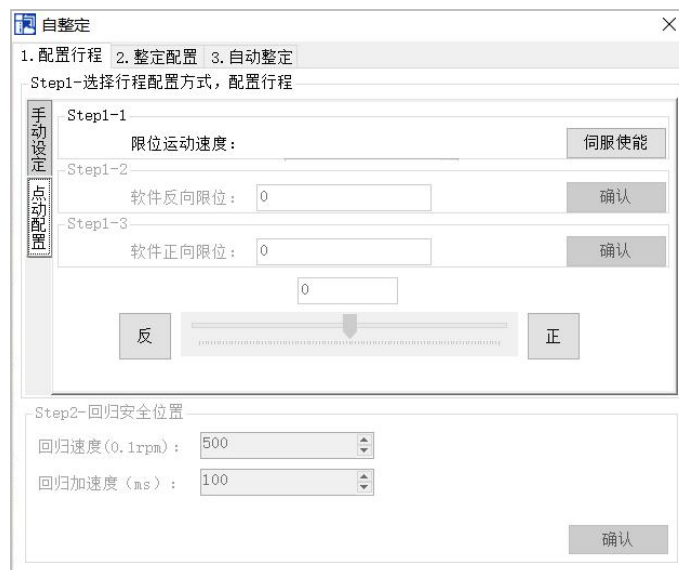 自整定
1.配置行程 2.整定配置 3.自动整定
Step1-选择行程配置方式，配置行程
手动设定
点动配置
Step1-1
限位运动速度： 伺服使能
Step1-2
软件反向限位： 0 确认
Step1-3
软件正向限位： 0 确认
0
反 正
Step2-回归安全位置
回归速度(0.1rpm)： 500
回归加速度（ms）： 100
确认